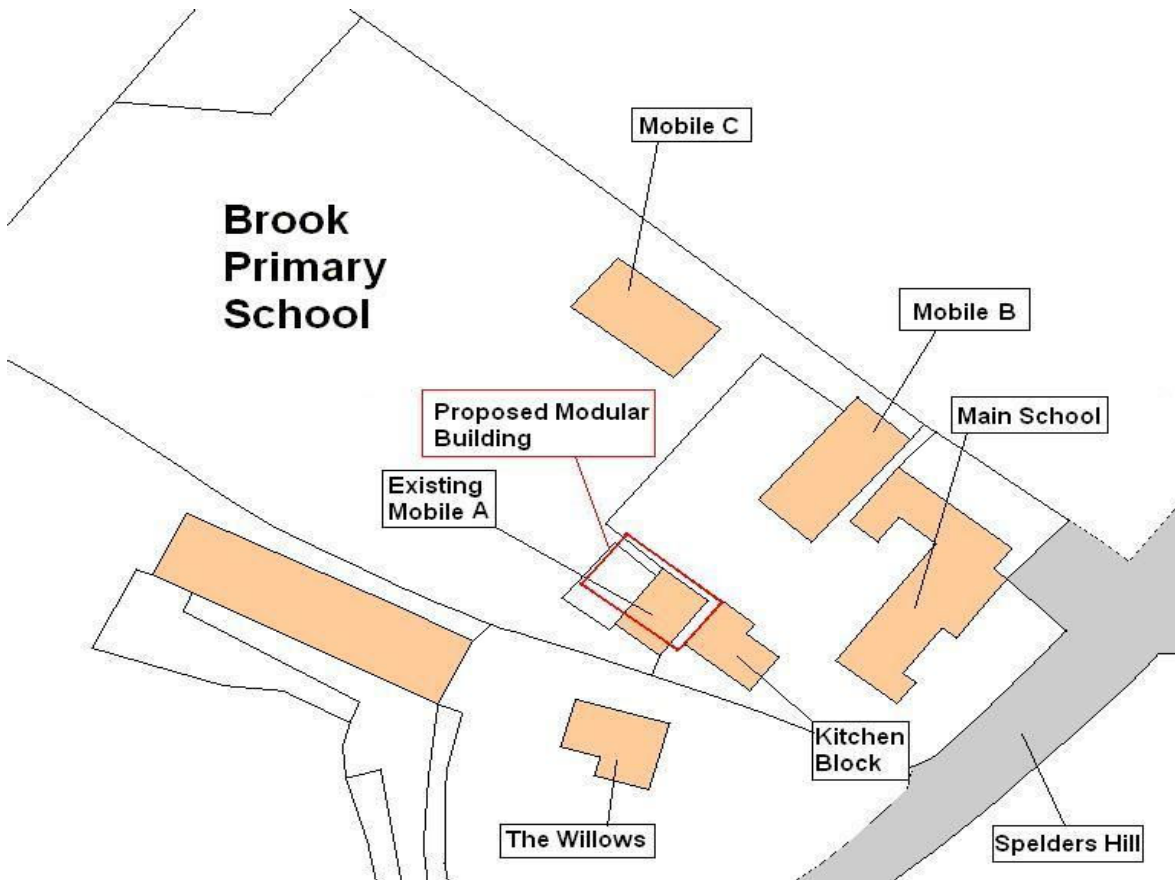 Mobile C
Brook
Primary
School
Mobile B
Proposed Modular
Building
Main School
Existing
Mobile A
Kitchen
Block
The Willows
Spelders Hill